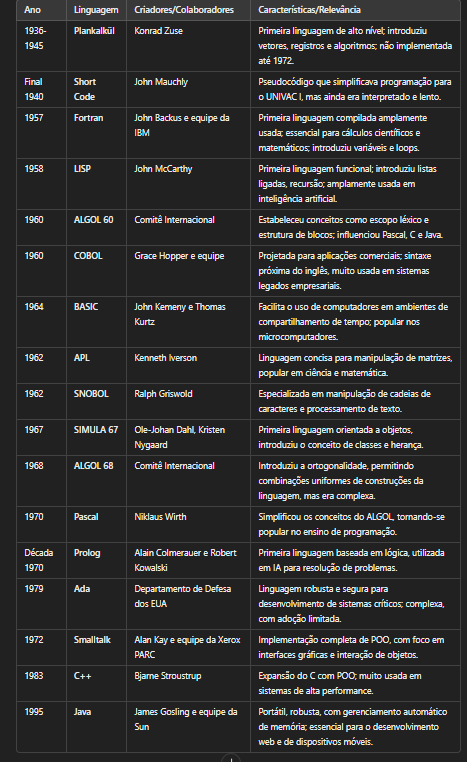 Ano Linguagem Criadores/Colaboradores Características/Relevância
1936- Plankalkül Konrad Zuse Primeira linguagem de alto nível; introduziu
1945 vetores, registros e algoritmos; não implementada
até 1972.
Final Short John Mauchly Pseudocódigo que simplificava programação para
1940 Code o UNIVAC I, mas ainda era interpretado e lento.
1957 Fortran John Backus e equipe da Primeira linguagem compilada amplamente
IBM usada; essencial para cálculos científicos e
matemáticos; introduziu variáveis e loops.
1958 LISP John McCarthy Primeira linguagem funcional; introduziu listas
ligadas, recursão; amplamente usada em
inteligência artificial.
1960 ALGOL 60 Comitê Internacional Estabeleceu conceitos como escopo léxico e
estrutura de blocos; influenciou Pascal, C e Java.
1960 COBOL Grace Hopper e equipe Projetada para aplicações comerciais; sintaxe
próxima do inglês, muito usada em sistemas
legados empresariais.
1964 BASIC John Kemeny e Thomas Facilita o uso de computadores em ambientes de
Kurtz compartilhamento de tempo; popular nos
microcomputadores.
1962 APL Kenneth Iverson Linguagem concisa para manipulação de matrizes,
popular em ciência e matemática.
1962 SNOBOL Ralph Griswold Especializada em manipulação de cadeias de
caracteres e processamento de texto.
1967 SIMULA 67 Ole-Johan Dahl, Kristen Primeira linguagem orientada a objetos,
Nygaard introduziu o conceito de classes e herança.
1968 ALGOL 68 Comitê Internacional Introduziu a ortogonalidade, permitindo
combinações uniformes de construções da
linguagem, mas era complexa.
1970 Pascal Niklaus Wirth Simplificou os conceitos do ALGOL, tornando-se
popular no ensino de programação.
Década Prolog Alain Colmerauer e Robert Primeira linguagem baseada em lógica, utilizada
1970 Kowalski em IA para resolução de problemas.
1979 Ada Departamento de Defesa Linguagem robusta e segura para
dos EUA desenvolvimento de sistemas críticos; complexa,
com adoção limitada.
1972 Smalltalk Alan Kay e equipe da Xerox Implementação completa de POO, com foco em
PARC interfaces gráficas e interação de objetos.
1983 C++ Bjarne Stroustrup Expansão do C com POO; muito usada em
sistemas de alta performance.
1995 Java James Gosling e equipe da Portátil, robusta, com gerenciamento automático
Sun de memória; essencial para o desenvolvimento
web e de dispositivos móveis.